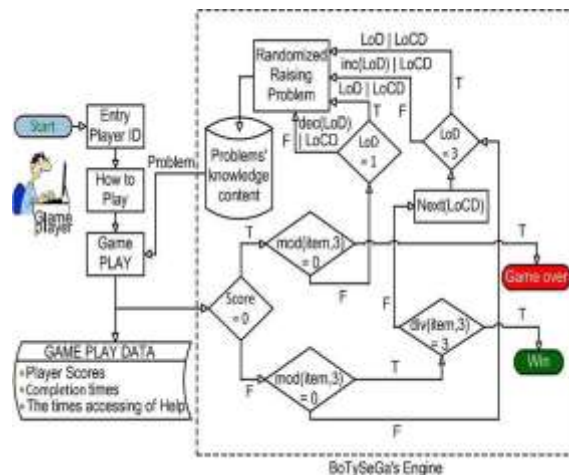 Start
Entry
Player ID
How to
Play
Game
PLAY
Game
player
Problem
Randomized
Raising
Problem
Problems'
knowledge
content
LoD | LoCD
inc(LoD) | LoCD
LoD | LoCD
T
F
T
F
dec(LoD)
| LoCD
LoD
= 1
LoD
= 3
Next(LoCD)
T
mod(item,3)
= 0
T
Game over
F
Score
= 0
F
div(item,3)
= 3
T
Win
F
mod(item,3)
= 0
T
F
GAME PLAY DATA
•Player Scores
•Completion times
•The times accessing of Help
BoTySeGa's Engine